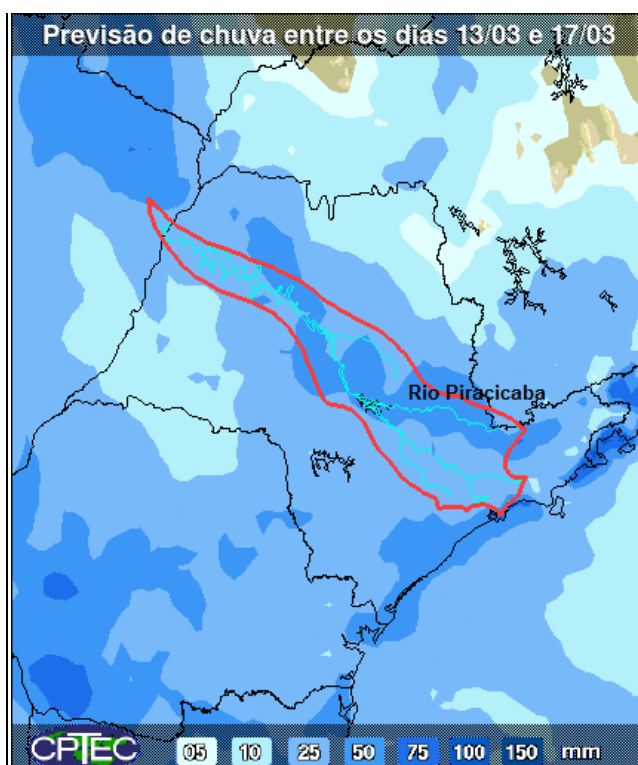 Previsão de chuva entre os dias 13/03 e 17/03
Rio Piraçicaba
CPTEC 05 10 25 50 75 100 150 mm